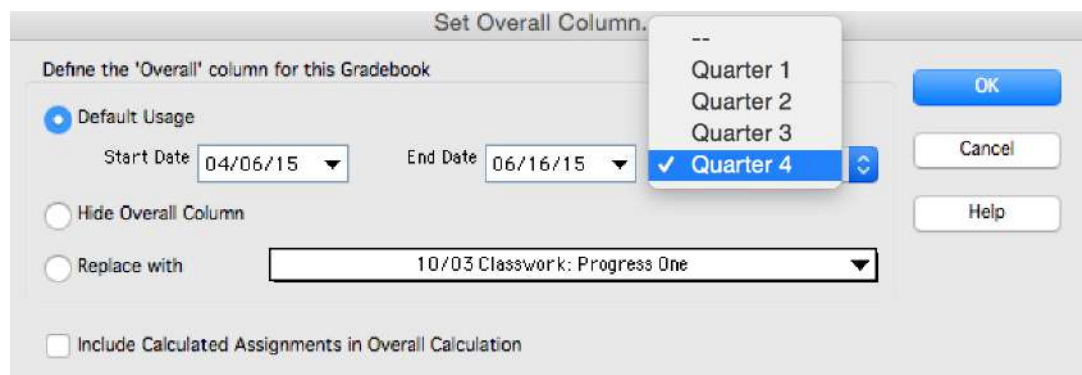 Set Overall Column.
--
Define the 'Overall' column for this Gradebook
Quarter 1
OK
Quarter 2
Default Usage
Quarter 3
Start Date 04/06/15 End Date 06/16/15 ✓ Quarter 4
Cancel
Hide Overall Column
Help
Replace with 10/03 Classwork: Progress One
Include Calculated Assignments in Overall Calculation